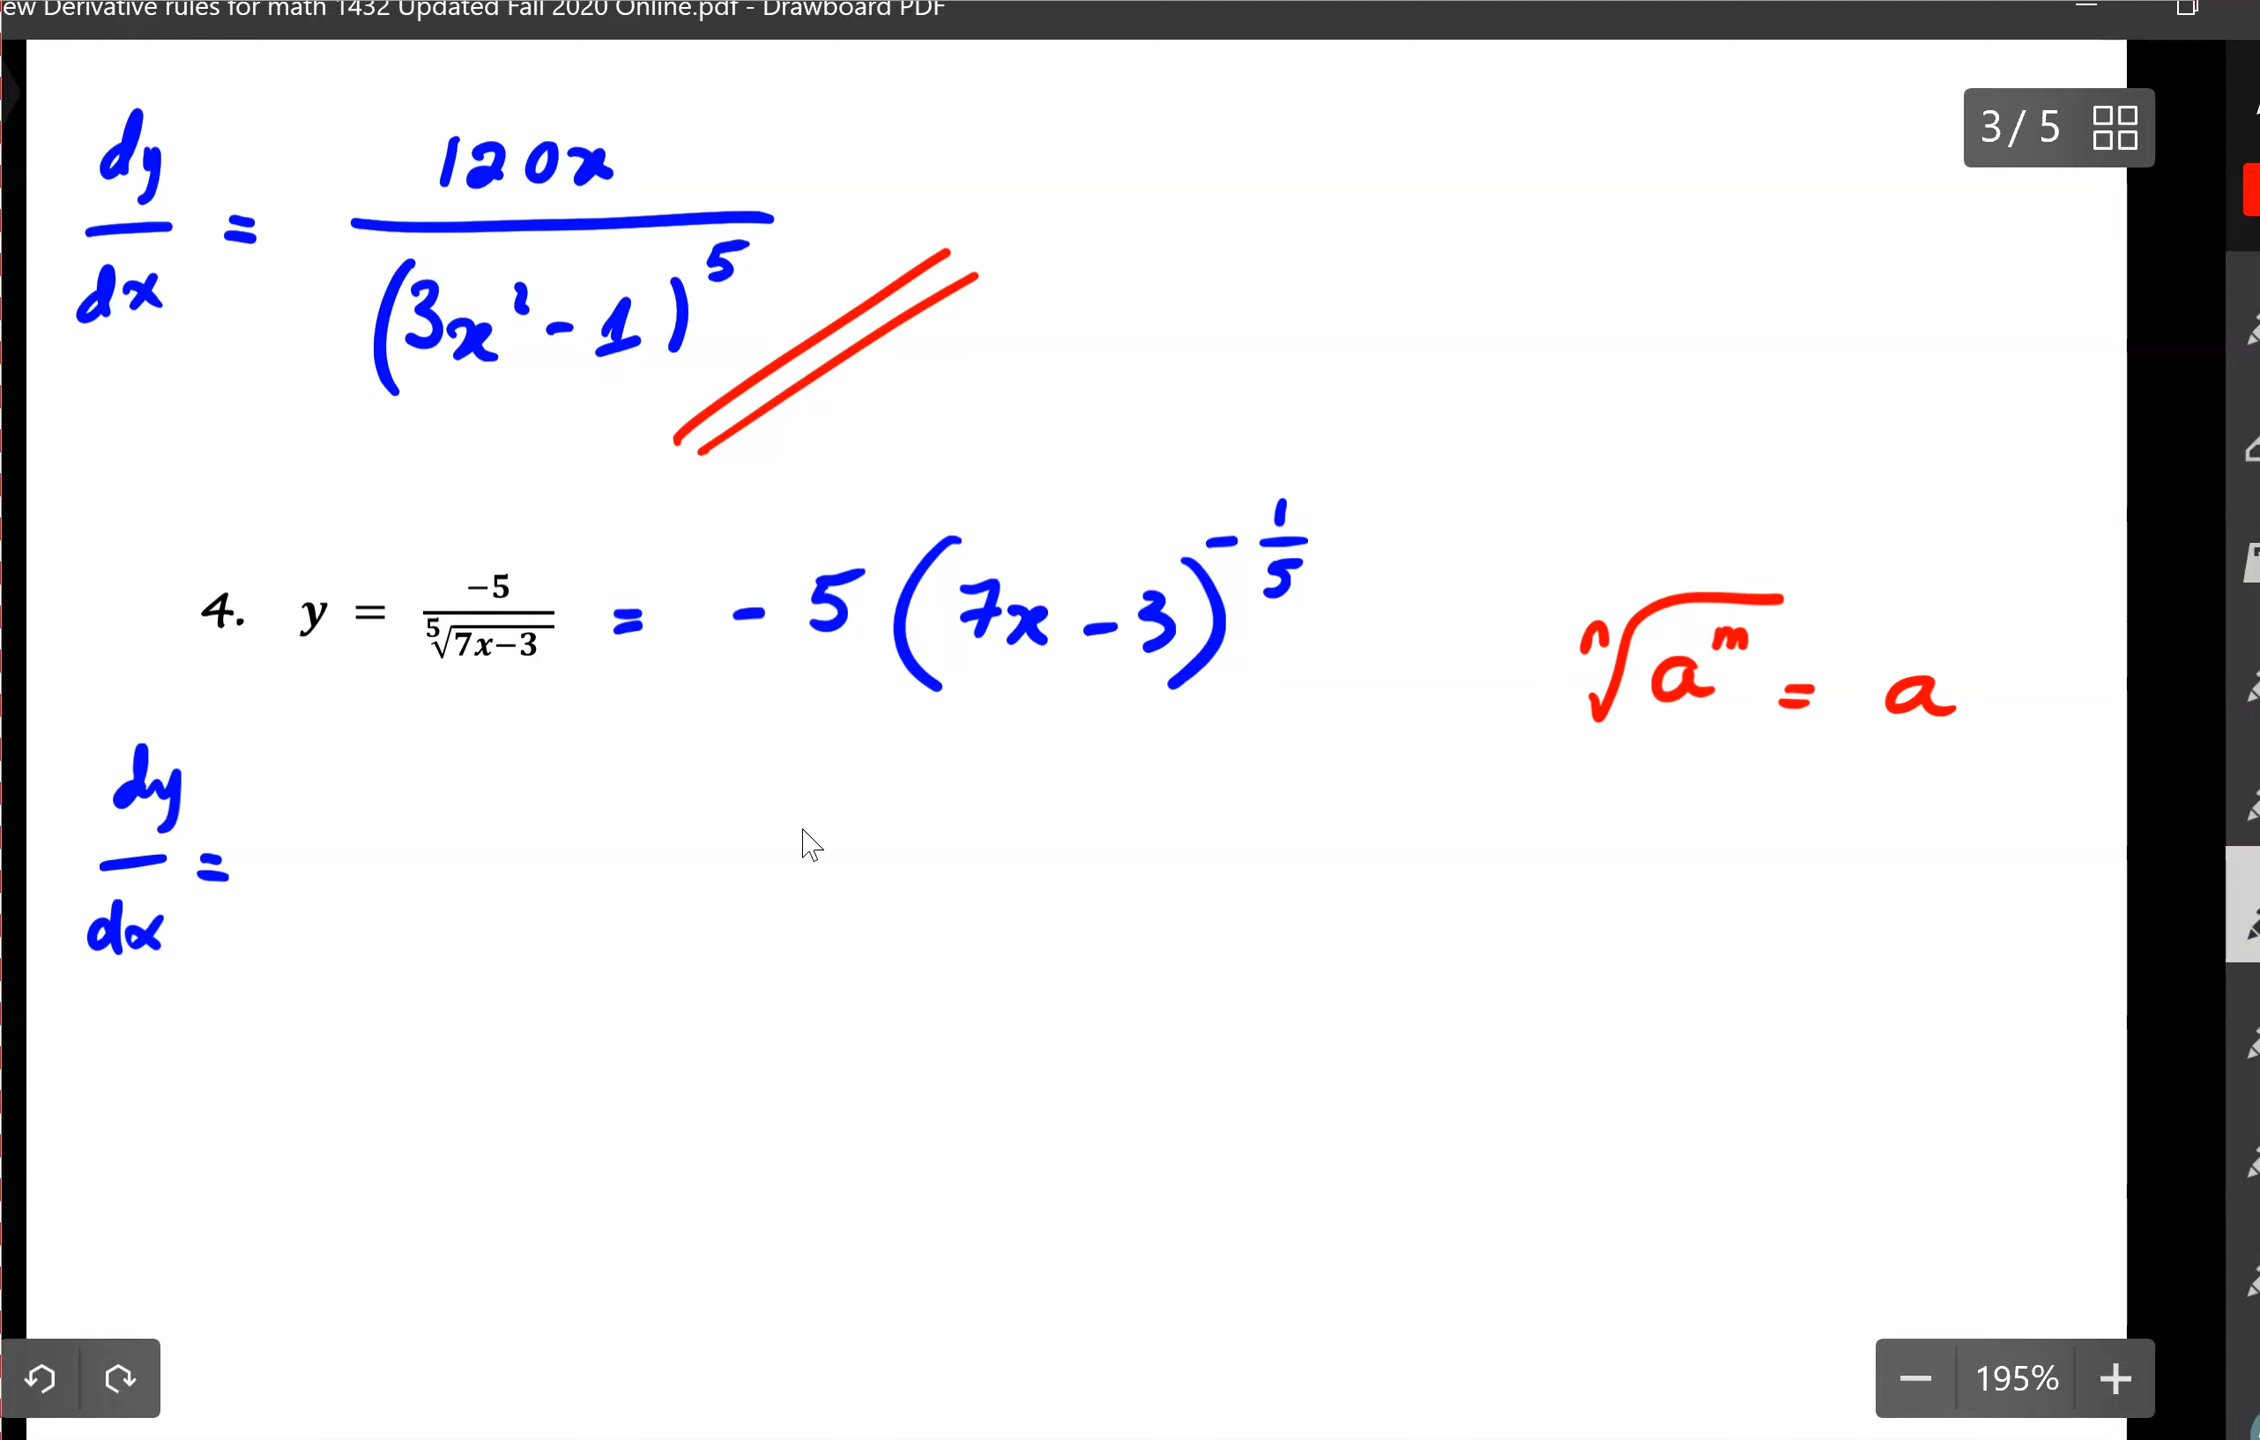 ew Derivative rules for math 1432 Updated Fall 2020 Online.pdf - Drawboard PDF
3 / 5
dy/dx = 120x/(3x² - 1)⁵
4. y = -5/⁵√7x-3 = - 5 (7x - 3)^(-1/5)
ⁿ√aᵐ = a
dy/dx =
195%